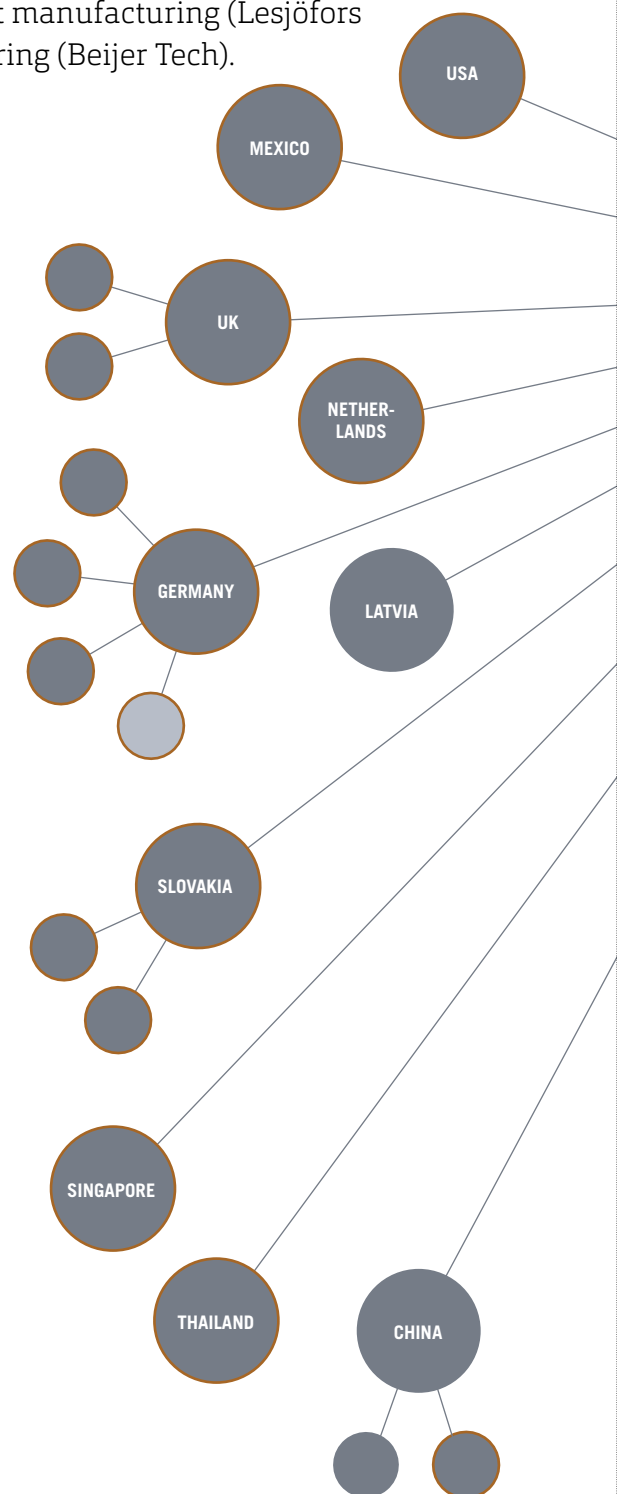 t manufacturing (Lesjöfors
ring (Beijer Tech).
USA
MEXICO
UK
NETHER-
LANDS
GERMANY
LATVIA
SLOVAKIA
SINGAPORE
THAILAND
CHINA